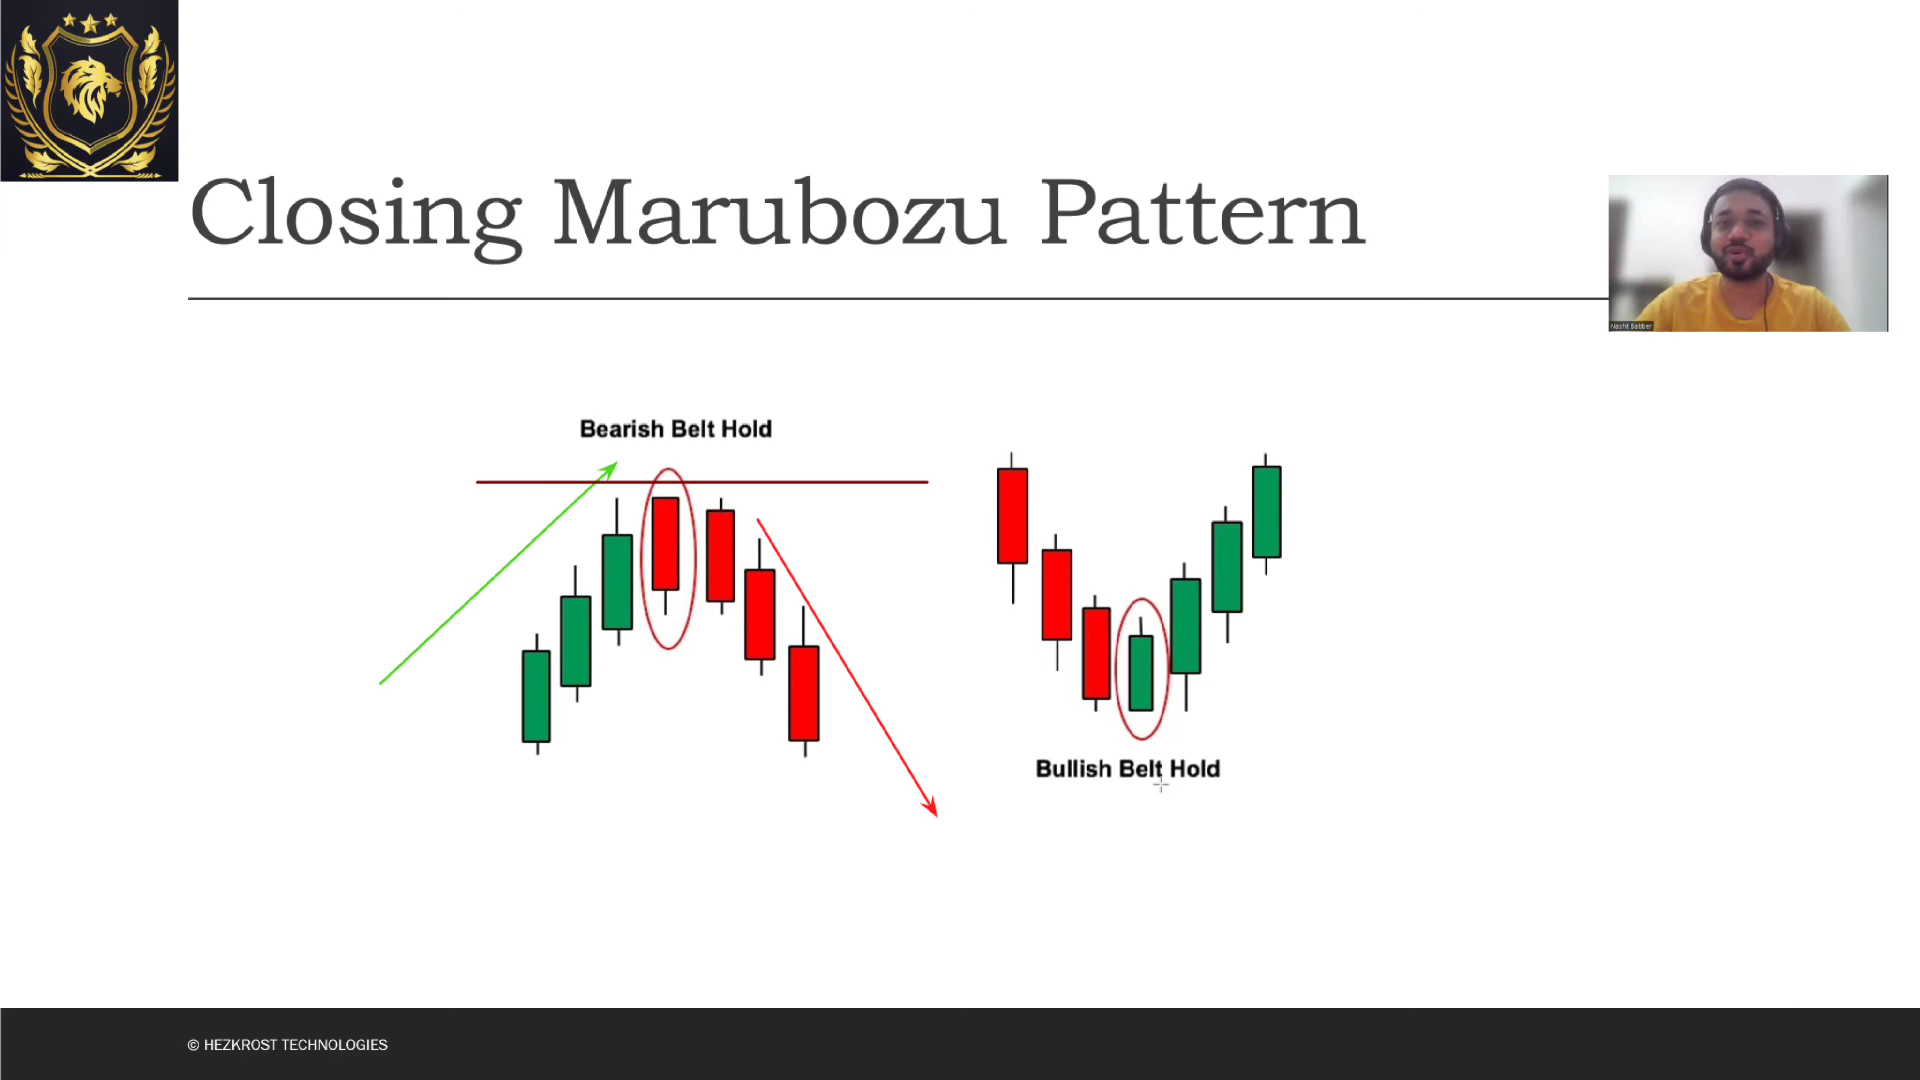 Closing Marubozu Pattern
Bearish Belt Hold
Bullish Belt Hold
© HEZKROST TECHNOLOGIES